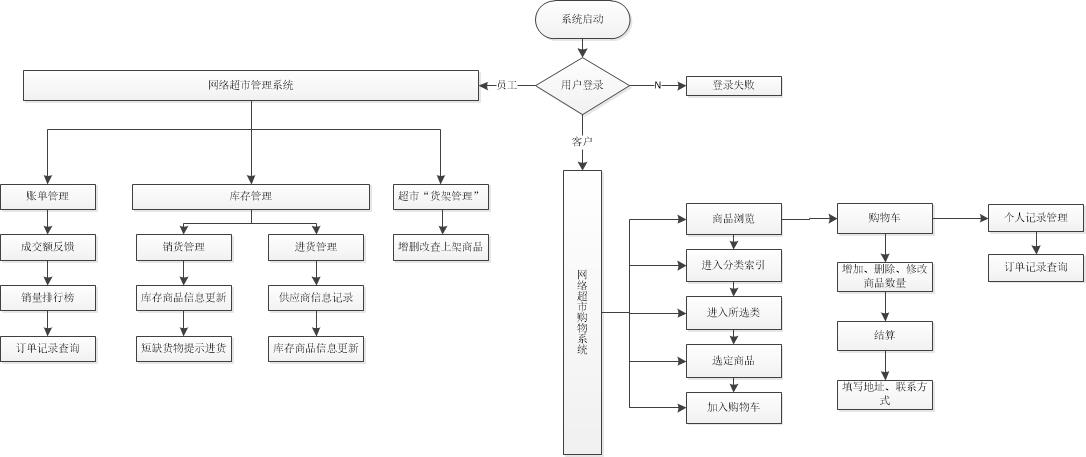 系统启动
用户登录
员工
N
登录失败
客户
网络超市管理系统
账单管理
成交额反馈
销量排行榜
订单记录查询
库存管理
销货管理
库存商品信息更新
短缺货物提示进货
进货管理
供应商信息记录
库存商品信息更新
超市“货架管理”
增删改查上架商品
网络超市购物系统
商品浏览
进入分类索引
进入所选类
选定商品
加入购物车
购物车
增加、删除、修改
商品数量
结算
填写地址、联系方
式
个人记录管理
订单记录查询